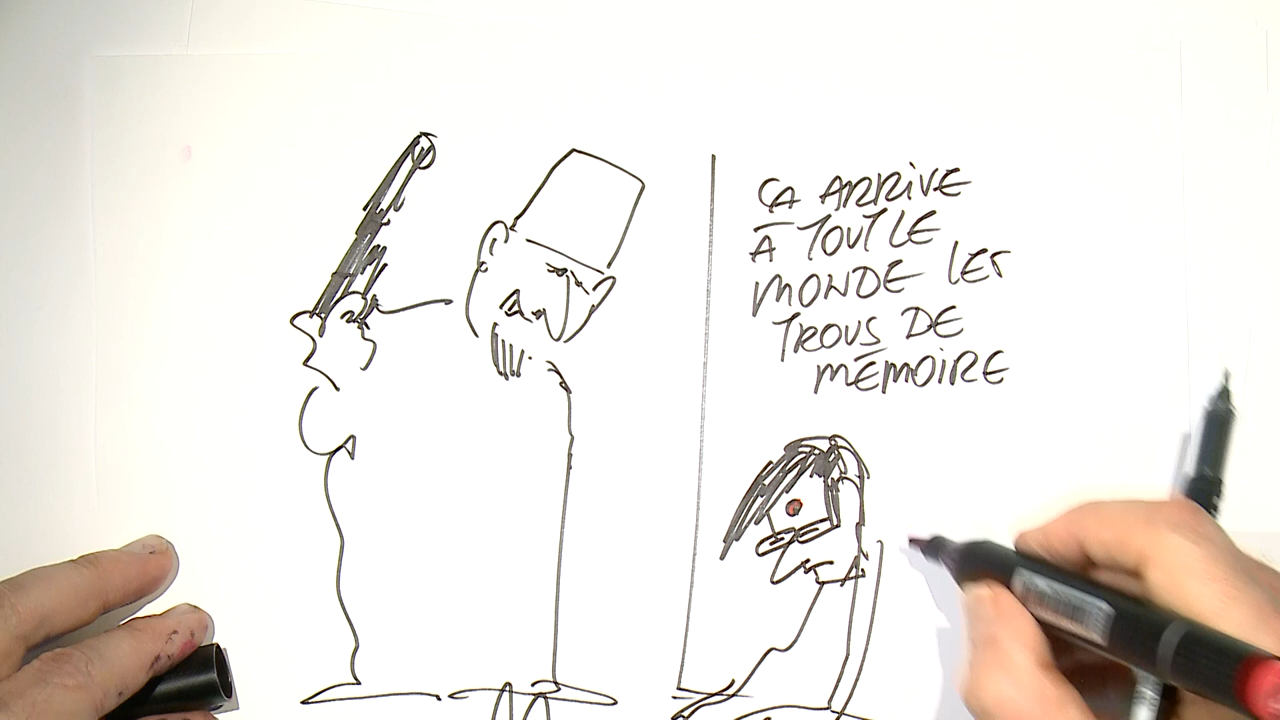 ÇA ARRIVE
À TOUT LE
MONDE LES
TROUS DE
MÉMOIRE